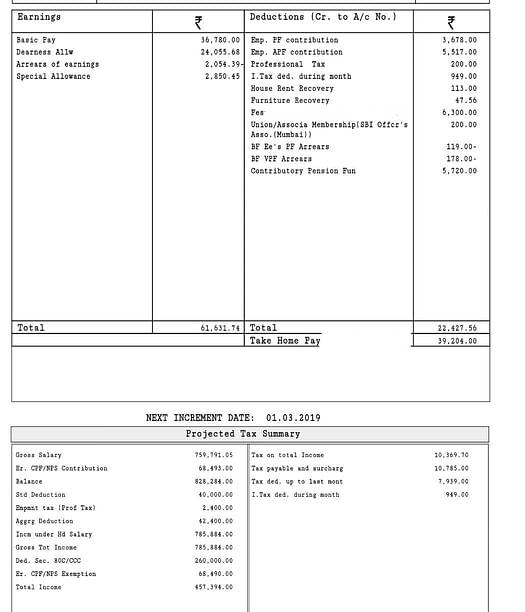 Earnings ₹ Deductions (Cr. to A/c No.) ₹
Basic Pay 36,780.00 Emp. PF contribution 3,678.00
Dearness Allw 24,055.68 Emp. APF contribution 5,517.00
Arrears of earnings 2,054.39- Professional Tax 200.00
Special Allowance 2,850.45 I.Tax ded. during month 949.00
House Rent Recovery 113.00
Furniture Recovery 47.56
Fes 6,300.00
Union/Associa Membership(SBI Offcr's 200.00
Asso.(Mumbai))
BF Ee's PF Arrears 119.00-
BF VPF Arrears 178.00-
Contributory Pension Fun 5,720.00
Total 61,631.74 Total 22,427.56
Take Home Pay 39,204.00
NEXT INCREMENT DATE: 01.03.2019
Projected Tax Summary
Gross Salary 759,791.05 Tax on total Income 10,369.70
Er. CPF/NPS Contribution 68,493.00 Tax payable and surcharg 10,785.00
Balance 828,284.00 Tax ded. up to last mont 7,939.00
Std Deduction 40,000.00 I.Tax ded. during month 949.00
Empmnt tax (Prof Tax) 2,400.00
Aggrg Deduction 42,400.00
Incm under Hd Salary 785,884.00
Gross Tot Income 785,884.00
Ded. Sec. 80C/CCC 260,000.00
Er. CPF/NPS Exemption 68,490.00
Total Income 457,394.00